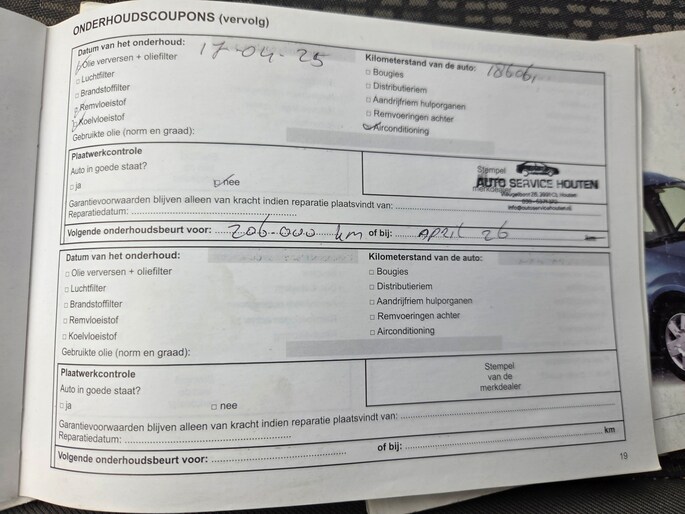 ONDERHOUDSCOUPONS (vervolg)
Datum van het onderhoud: 17-04-25 Kilometerstand van de auto:
Olie verversen + oliefilter
Bougies
Luchtfilter
Distributieriem
Brandstoffilter
Aandrijfriem hulporganen
Remvloeistof
Remvoeringen achter
Koelvloeistof
Airconditioning
Gebruikte olie (norm en graad):
Plaatwerkcontrole
Auto in goede staat?
ja
nee
Stempel
merkdealer
AUTO SERVICE HOUTEN
Garantievoorwaarden blijven alleen van kracht indien reparatie plaatsvindt van:
Reparatiedatum:
Volgende onderhoudsbeurt voor: 206.000 km of bij: APRIL 26 km
Datum van het onderhoud:
Kilometerstand van de auto:
Olie verversen + oliefilter
Bougies
Luchtfilter
Distributieriem
Brandstoffilter
Aandrijfriem hulporganen
Remvloeistof
Remvoeringen achter
Koelvloeistof
Airconditioning
Gebruikte olie (norm en graad):
Plaatwerkcontrole
Auto in goede staat?
ja
nee
Stempel
van de
merkdealer
Garantievoorwaarden blijven alleen van kracht indien reparatie plaatsvindt van:
Reparatiedatum:
Volgende onderhoudsbeurt voor: of bij: km
19